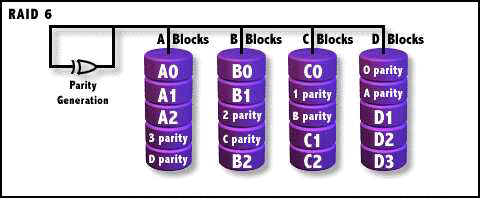 RAID 6
A Blocks B Blocks C Blocks D Blocks
Parity
Generation
A0 B0 C0 0 parity
A1 B1 1 parity A parity
A2 2 parity B parity D1
3 parity C parity C1 D2
D parity B2 C2 D3